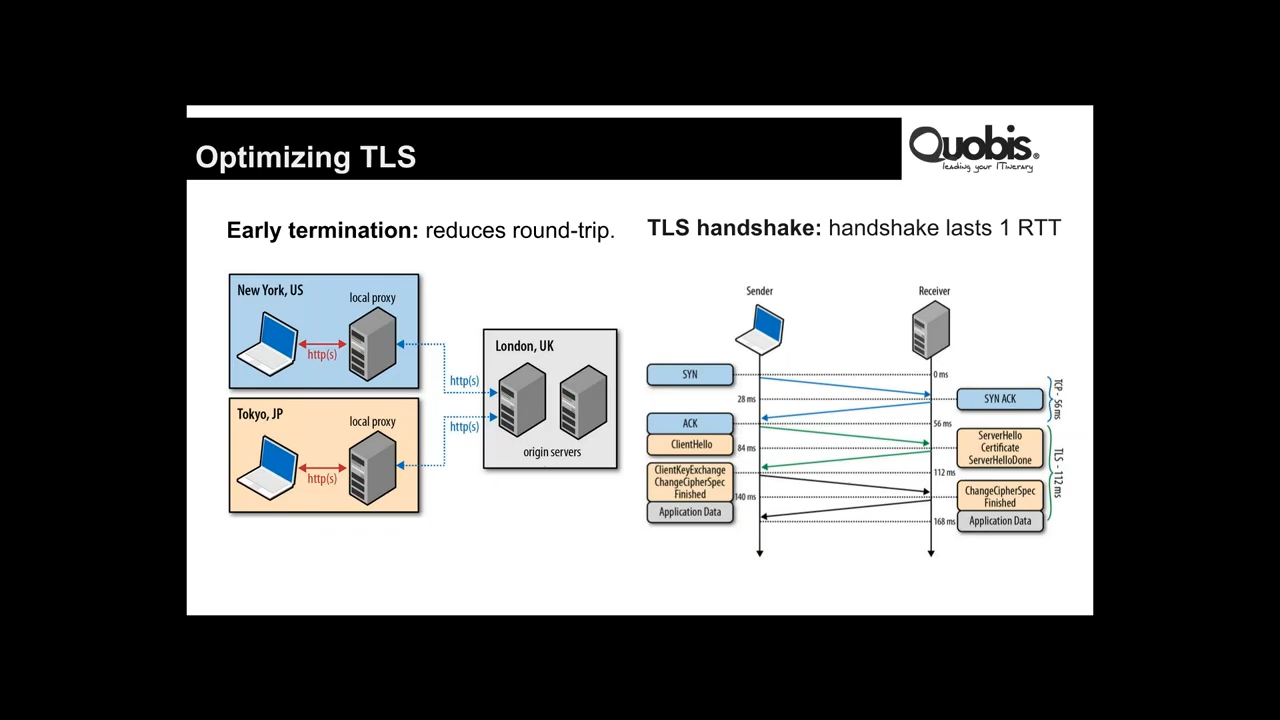 Optimizing TLS
Quobis®
leading your ITinerary
Early termination: reduces round-trip.
New York, US
local proxy
http(s)
Tokyo, JP
local proxy
http(s)
http(s)
http(s)
London, UK
origin servers
TLS handshake: handshake lasts 1 RTT
Sender
Receiver
SYN
0 ms
28 ms
SYN ACK
TCP - 56 ms
ACK
56 ms
ClientHello
84 ms
ServerHello
Certificate
ServerHelloDone
TLS - 112 ms
ClientKeyExchange
ChangeCipherSpec
Finished
112 ms
140 ms
ChangeCipherSpec
Finished
Application Data
168 ms
Application Data